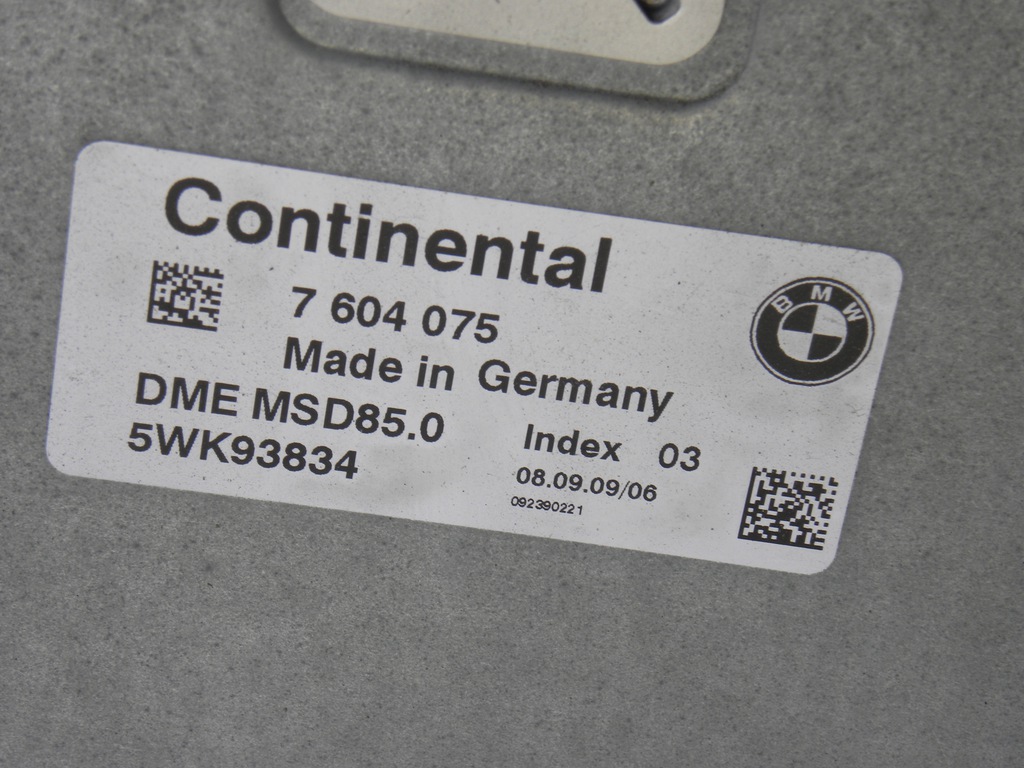 Continental
BMW
7 604 075
Made in Germany
DME MSD85.0
Index 03
5WK93834
08.09.09/06
092390221